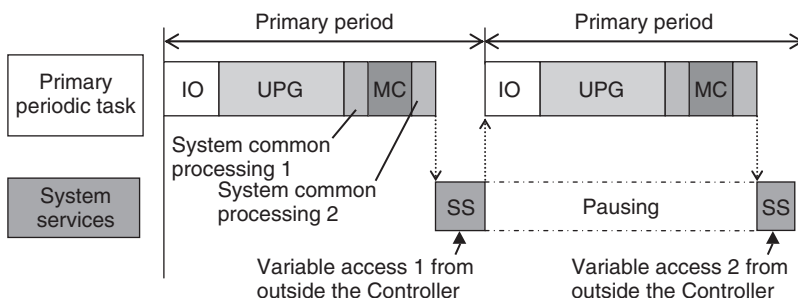 Primary period
Primary period
Primary
periodic task
IO
UPG
MC
IO
UPG
MC
System common
processing 1
System common
processing 2
System
services
SS
Pausing
SS
Variable access 1 from
outside the Controller
Variable access 2 from
outside the Controller